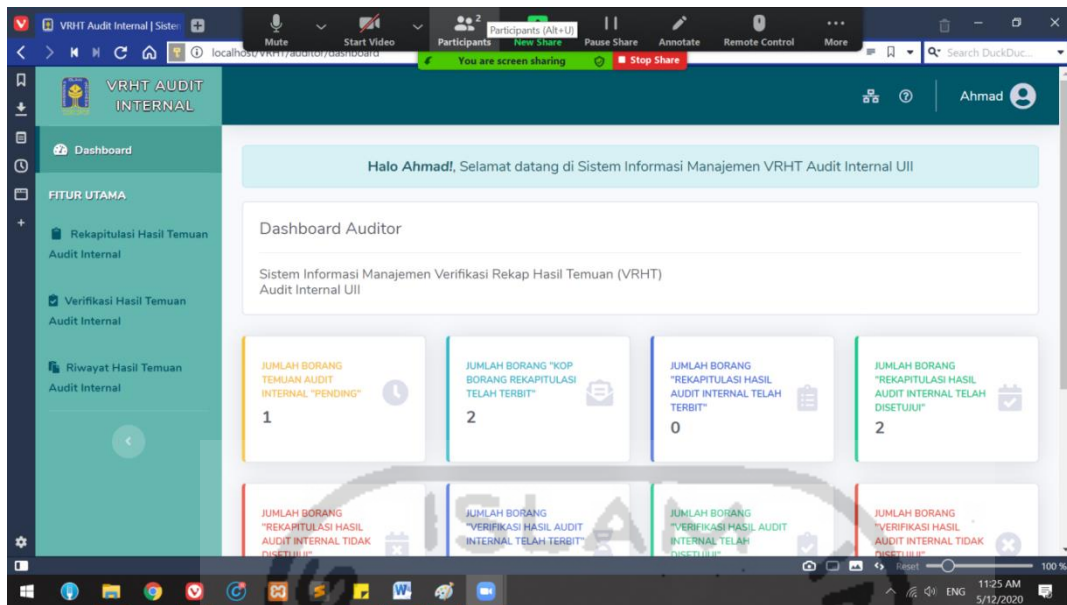 VRHT Audit Internal | Sister
Mute
Start Video
2
Participants
Participants (Alt+U)
New Share
Pause Share
Annotate
Remote Control
More
localhost/VRHT/auditor/dashboard
You are screen sharing
Stop Share
Search DuckDuc...
VRHT AUDIT
INTERNAL
Ahmad
Dashboard
FITUR UTAMA
Rekapitulasi Hasil Temuan
Audit Internal
Verifikasi Hasil Temuan
Audit Internal
Riwayat Hasil Temuan
Audit Internal
Halo Ahmad!, Selamat datang di Sistem Informasi Manajemen VRHT Audit Internal UII
Dashboard Auditor
Sistem Informasi Manajemen Verifikasi Rekap Hasil Temuan (VRHT)
Audit Internal UII
JUMLAH BORANG
TEMUAN AUDIT
INTERNAL "PENDING"
1
JUMLAH BORANG "KOP
BORANG REKAPITULASI
TELAH TERBIT"
2
JUMLAH BORANG
"REKAPITULASI HASIL
AUDIT INTERNAL TELAH
TERBIT"
0
JUMLAH BORANG
"REKAPITULASI HASIL
AUDIT INTERNAL TELAH
DISETUJUI"
2
JUMLAH BORANG
"REKAPITULASI HASIL
AUDIT INTERNAL TIDAK
DISETUJUI"
JUMLAH BORANG
"VERIFIKASI HASIL AUDIT
INTERNAL TELAH TERBIT"
JUMLAH BORANG
"VERIFIKASI HASIL AUDIT
INTERNAL TELAH
DISETUJUI"
JUMLAH BORANG
"VERIFIKASI HASIL
AUDIT INTERNAL TIDAK
DISETUJUI"
ISLAM
Reset
100 %
ENG
11:25 AM
5/12/2020